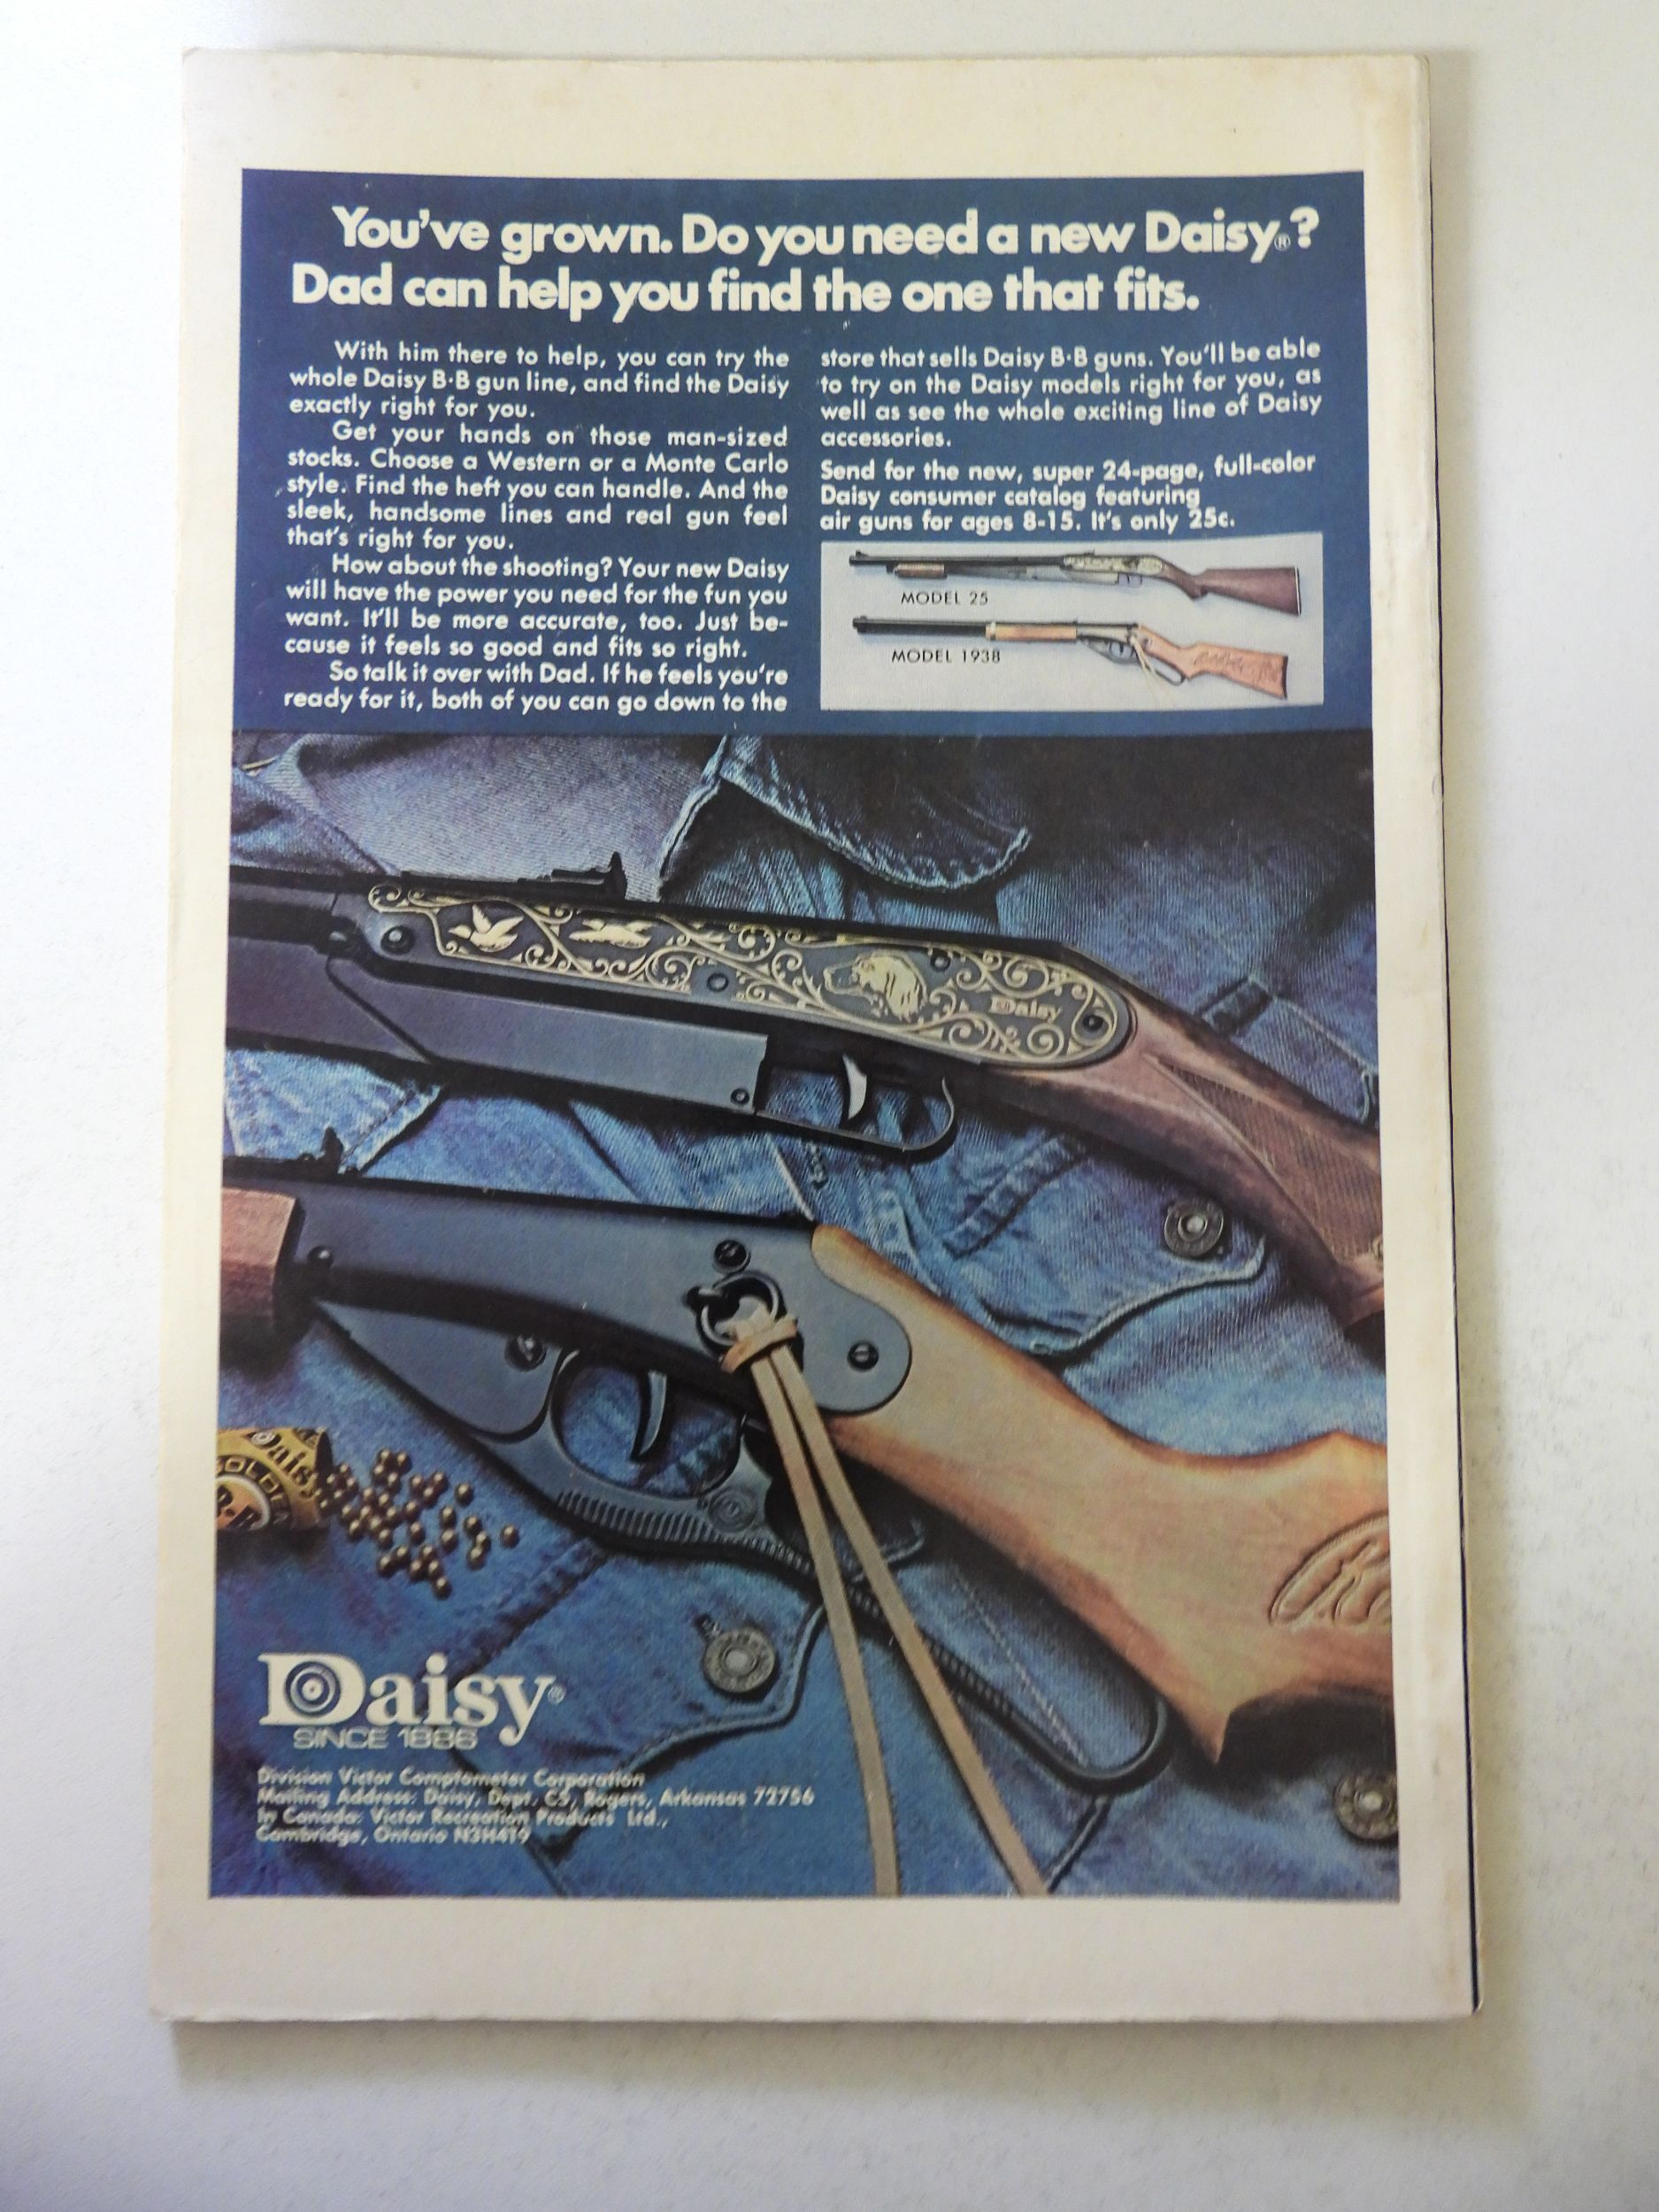 You've grown. Do you need a new Daisy®?
Dad can help you find the one that fits.
With him there to help, you can try the
whole Daisy B·B gun line, and find the Daisy
exactly right for you.
Get your hands on those man-sized
stocks. Choose a Western or a Monte Carlo
style. Find the heft you can handle. And the
sleek, handsome lines and real gun feel
that's right for you.
How about the shooting? Your new Daisy
will have the power you need for the fun you
want. It'll be more accurate, too. Just be-
cause it feels so good and fits so right.
So talk it over with Dad. If he feels you're
ready for it, both of you can go down to the
store that sells Daisy B·B guns. You'll be able
to try on the Daisy models right for you, as
well as see the whole exciting line of Daisy
accessories.
Send for the new, super 24-page, full-color
Daisy consumer catalog featuring
air guns for ages 8-15. It's only 25c.
MODEL 25
MODEL 1938
Daisy
Daisy
GOLDEN
B·B
Daisy®
SINCE 1886
Division Victor Comptometer Corporation
Mailing Address: Daisy, Dept. C5, Rogers, Arkansas 72756
In Canada: Victor Recreation Products Ltd.,
Cambridge, Ontario N3H4T9